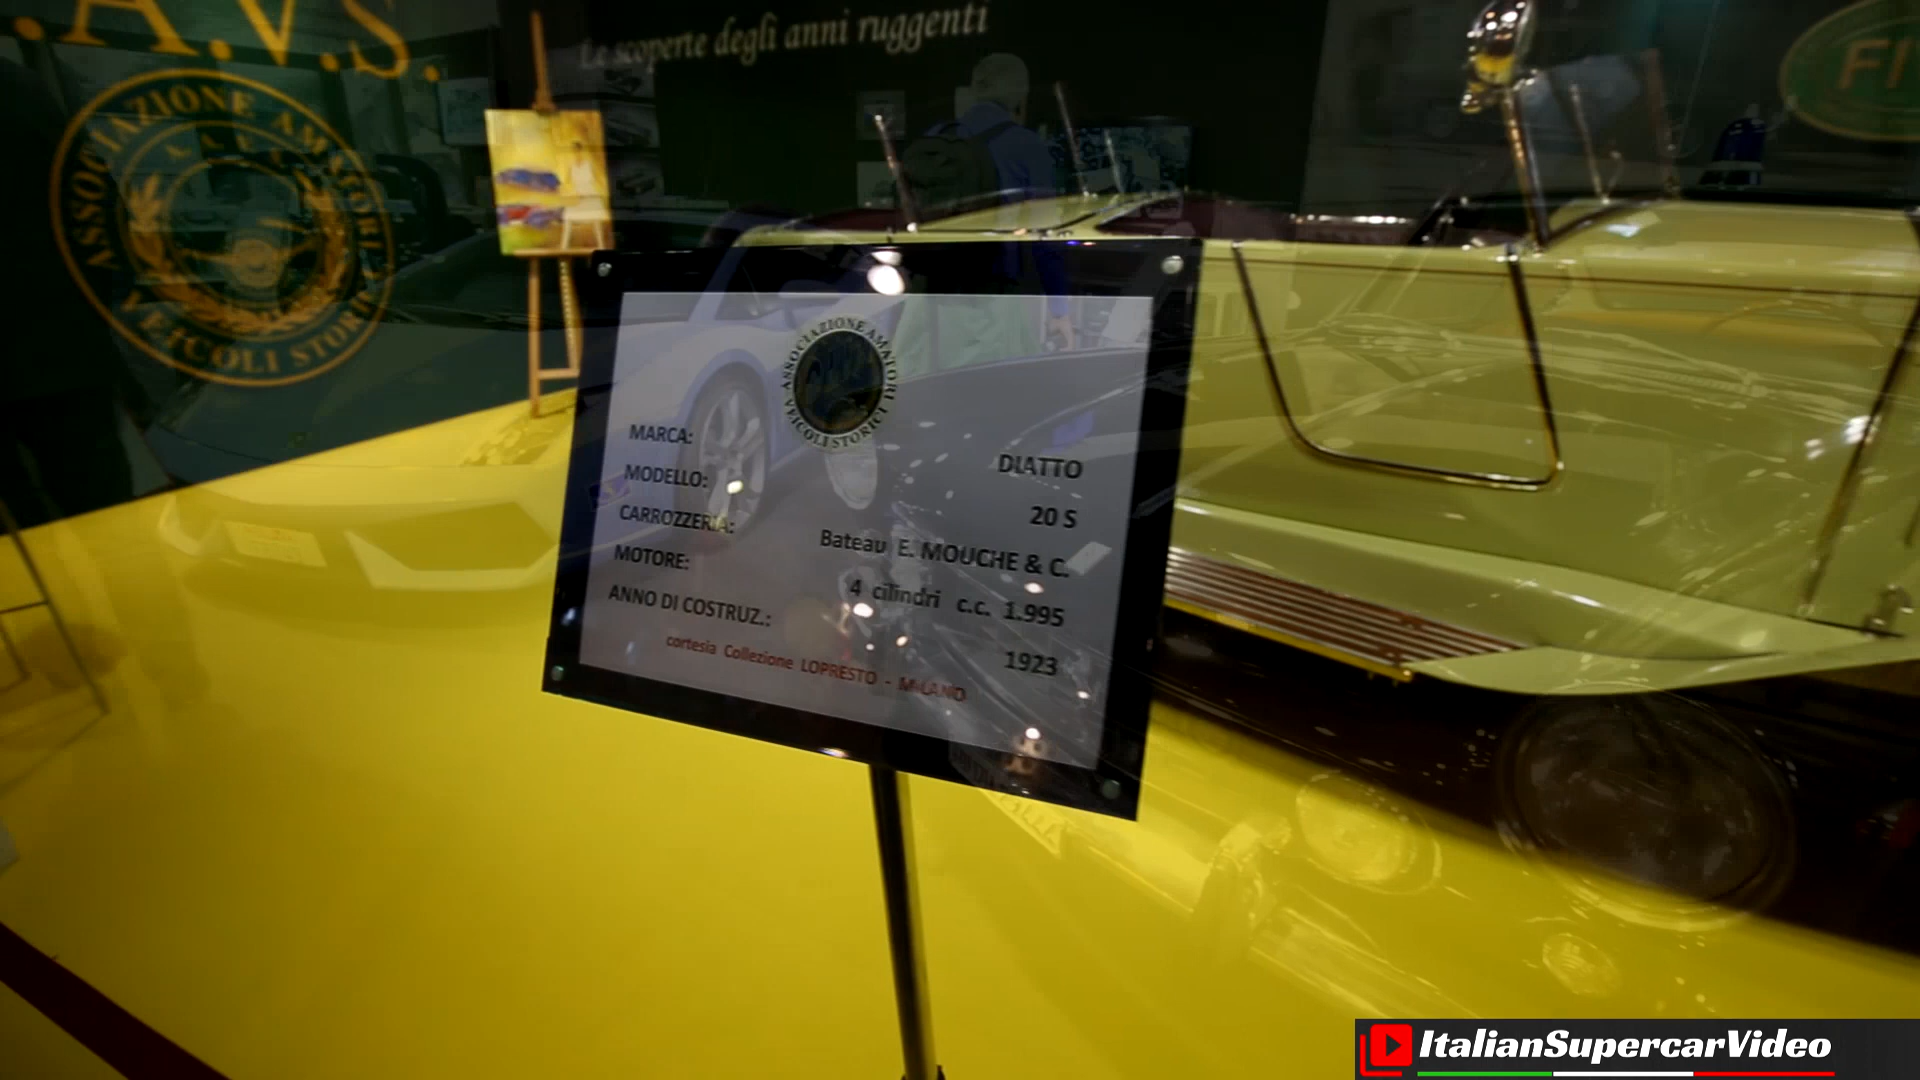 .A.V.S.
Le scoperte degli anni ruggenti
FI
ASSOCIAZIONE AMATORI
VEICOLI STORICI
ASSOCIAZIONE AMATORI
VEICOLI STORICI
MARCA: DIATTO
MODELLO: 20 S
CARROZZERIA: Bateau E. MOUCHE & C.
MOTORE: 4 cilindri c.c. 1.995
ANNO DI COSTRUZ.: 1923
cortesia Collezione LOPRESTO - MILANO
ItalianSupercarVideo